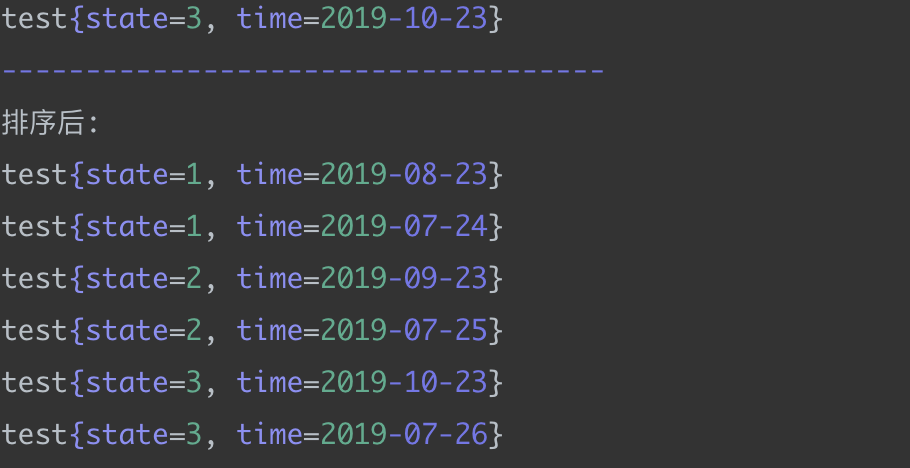 test{state=3, time=2019-10-23}
------------------------------------
排序后：
test{state=1, time=2019-08-23}
test{state=1, time=2019-07-24}
test{state=2, time=2019-09-23}
test{state=2, time=2019-07-25}
test{state=3, time=2019-10-23}
test{state=3, time=2019-07-26}